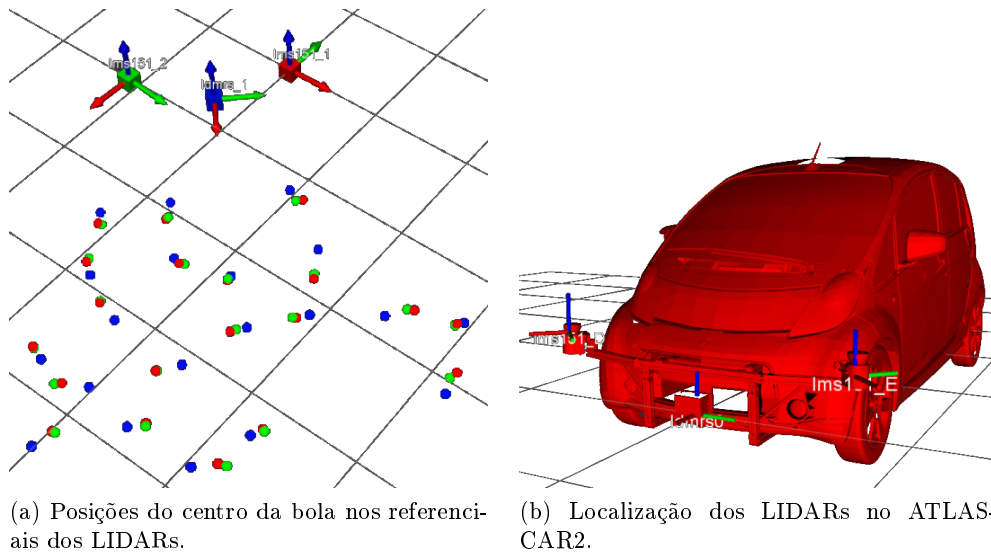 lms151_2
lms151_1
ldmrs_1
lms151_E
ldmrs0
(a) Posições do centro da bola nos referenci-
ais dos LIDARs.
(b) Localização dos LIDARs no ATLAS-
CAR2.